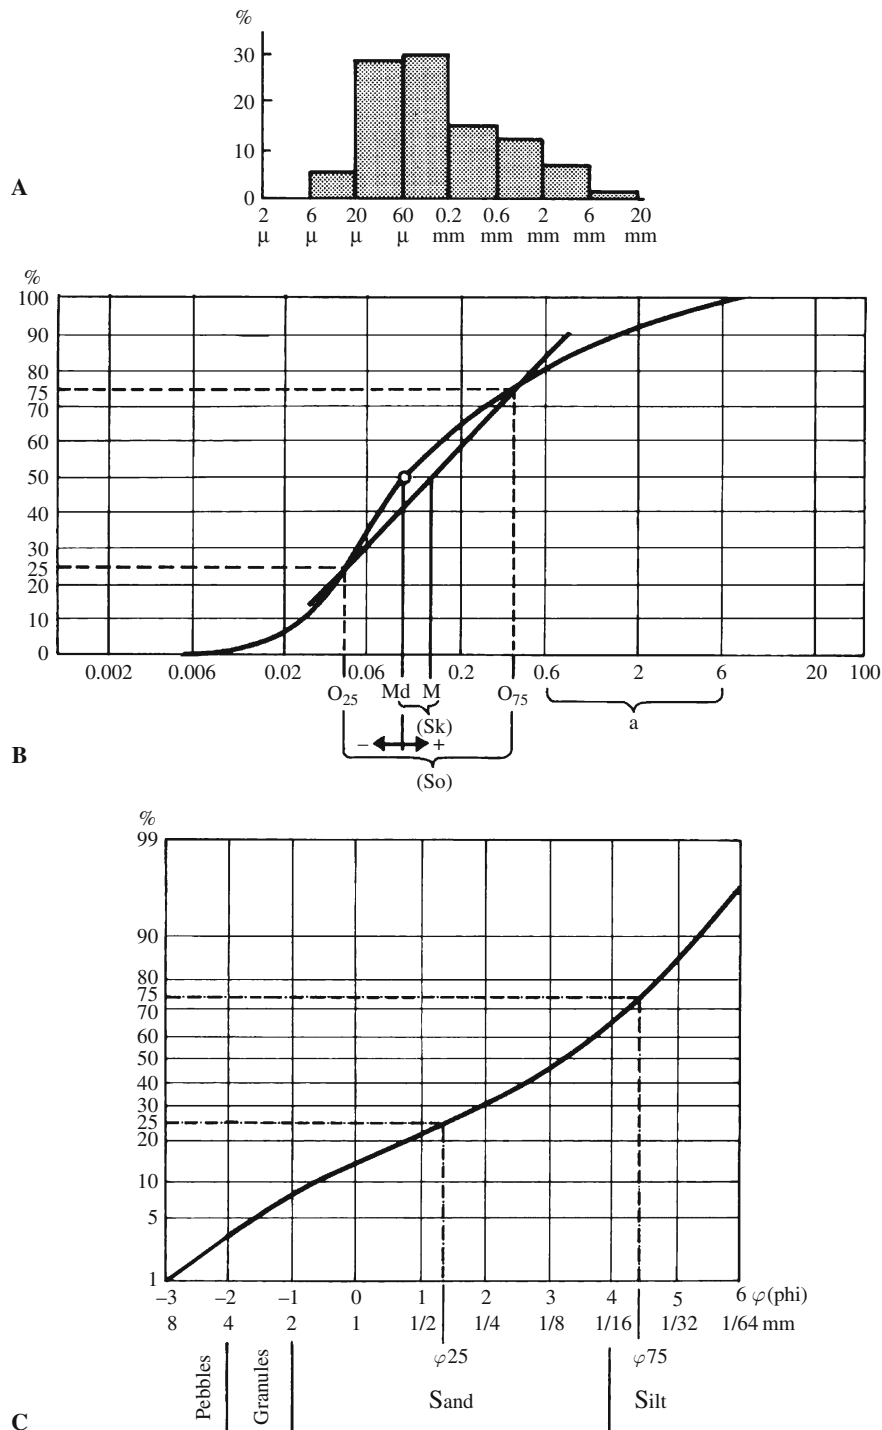 %
30
20
10
0
A
2 6 20 60 0.2 0.6 2 6 20
μ μ μ μ mm mm mm mm mm
%
100
90
80
75
70
60
50
40
30
25
20
10
0
0.002 0.006 0.02 0.06 0.2 0.6 2 6 20 100
O25 Md M O75
(Sk) a
– +
B
(So)
%
99
90
80
75
70
60
50
40
30
25
20
10
5
1
–3 –2 –1 0 1 2 3 4 5 6 φ(phi)
8 4 2 1 1/2 1/4 1/8 1/16 1/32 1/64 mm
φ25 φ75
Pebbles Granules Sand Silt
C